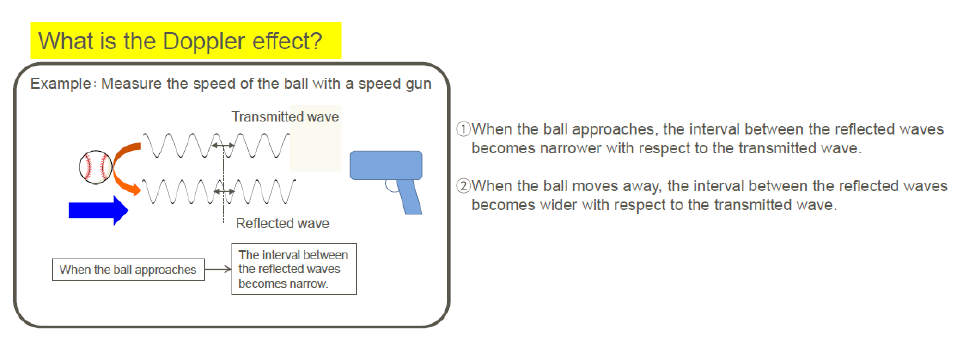 What is the Doppler effect?
Example: Measure the speed of the ball with a speed gun
Transmitted wave
Reflected wave
When the ball approaches
The interval between
the reflected waves
becomes narrow.
①When the ball approaches, the interval between the reflected waves
becomes narrower with respect to the transmitted wave.
②When the ball moves away, the interval between the reflected waves
becomes wider with respect to the transmitted wave.